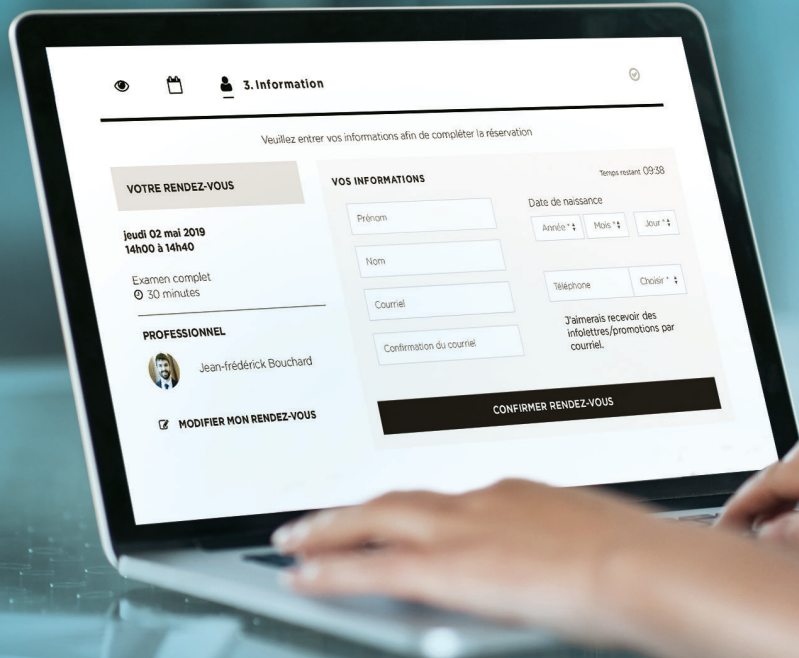 3. Information
Veuillez entrer vos informations afin de compléter la réservation
VOTRE RENDEZ-VOUS
jeudi 02 mai 2019
14h00 à 14h40
Examen complet
30 minutes
PROFESSIONNEL
Jean-frédérick Bouchard
MODIFIER MON RENDEZ-VOUS
VOS INFORMATIONS
Temps restant 09:38
Prénom
Nom
Courriel
Confirmation du courriel
Date de naissance
Année * Mois * Jour *
Téléphone
Choisir *
J'aimerais recevoir des
infolettres/promotions par
courriel.
CONFIRMER RENDEZ-VOUS